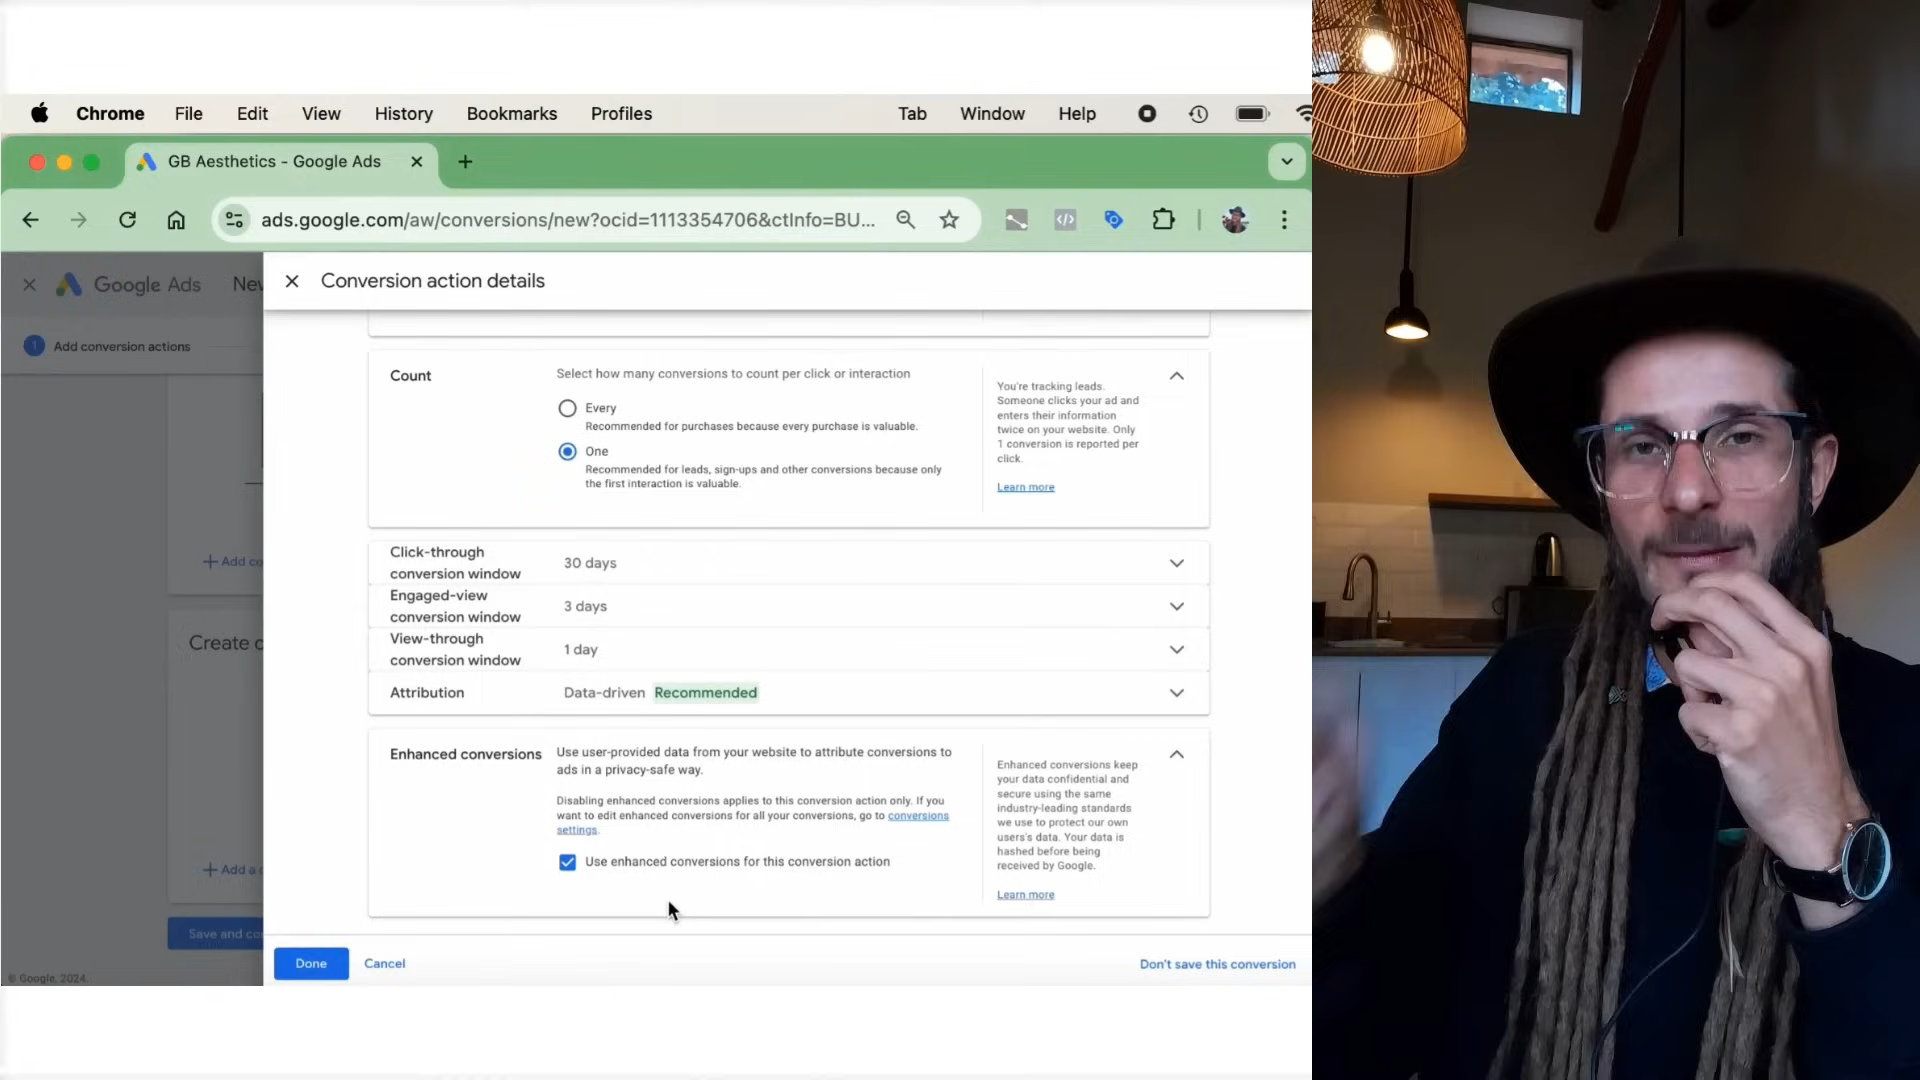 Chrome File Edit View History Bookmarks Profiles Tab Window Help
GB Aesthetics - Google Ads
ads.google.com/aw/conversions/new?ocid=1113354706&ctInfo=BU...
Google Ads
Conversion action details
1 Add conversion actions
Count
Select how many conversions to count per click or interaction
Every
Recommended for purchases because every purchase is valuable.
One
Recommended for leads, sign-ups and other conversions because only
the first interaction is valuable.
You're tracking leads.
Someone clicks your ad and
enters their information
twice on your website. Only
1 conversion is reported per
click.
Learn more
Click-through
conversion window
30 days
Engaged-view
conversion window
3 days
View-through
conversion window
1 day
Attribution
Data-driven Recommended
Enhanced conversions
Use user-provided data from your website to attribute conversions to
ads in a privacy-safe way.
Disabling enhanced conversions applies to this conversion action only. If you
want to edit enhanced conversions for all your conversions, go to conversions
settings.
Use enhanced conversions for this conversion action
Enhanced conversions keep
your data confidential and
secure using the same
industry-leading standards
we use to protect our own
users's data. Your data is
hashed before being
received by Google.
Learn more
+ Add co
Create c
+ Add a c
Save and co
© Google, 2024.
Done
Cancel
Don't save this conversion